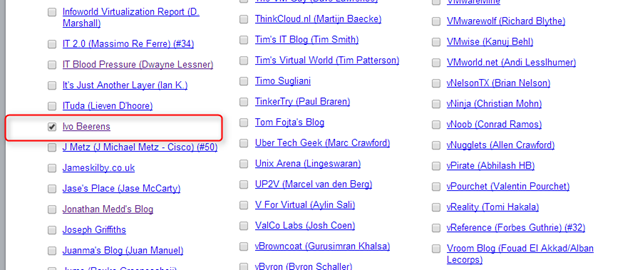 Infoworld Virtualization Report (D.
Marshall)
IT 2.0 (Massimo Re Ferre) (#34)
IT Blood Pressure (Dwayne Lessner)
It's Just Another Layer (Ian K.)
ITuda (Lieven D'hoore)
Ivo Beerens
J Metz (J Michael Metz - Cisco) (#50)
Jameskilby.co.uk
Jase's Place (Jase McCarty)
Jonathan Medd's Blog
Joseph Griffiths
Juanma's Blog (Juan Manuel)
ThinkCloud.nl (Martijn Baecke)
Tim's IT Blog (Tim Smith)
Tim's Virtual World (Tim Patterson)
Timo Sugliani
TinkerTry (Paul Braren)
Tom Fojta's Blog
Uber Tech Geek (Marc Crawford)
Unix Arena (Lingeswaran)
UP2V (Marcel van den Berg)
V For Virtual (Aylin Sali)
ValCo Labs (Josh Coen)
vBrowncoat (Gurusimran Khalsa)
vByron (Byron Schaller)
VMwareMine
VMwarewolf (Richard Blythe)
VMwise (Kanuj Behl)
VMworld.net (Andi Lesslhumer)
vNelsonTX (Brian Nelson)
vNinja (Christian Mohn)
vNoob (Conrad Ramos)
vNugglets (Allen Crawford)
vPirate (Abhilash HB)
vPourchet (Valentin Pourchet)
vReality (Tomi Hakala)
vReference (Forbes Guthrie) (#32)
Vroom Blog (Fouad El Akkad/Alban
Lecorps)